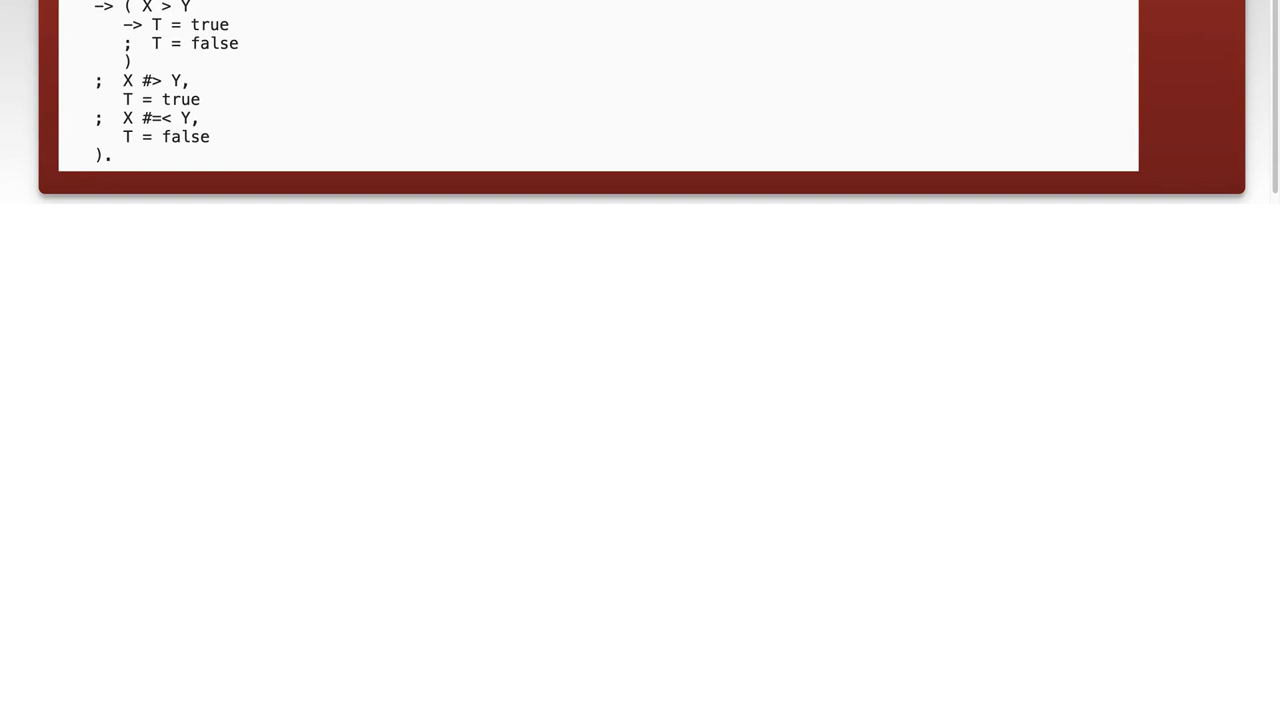 -> ( X > Y
-> T = true
; T = false
)
; X #> Y,
T = true
; X #=< Y,
T = false
).